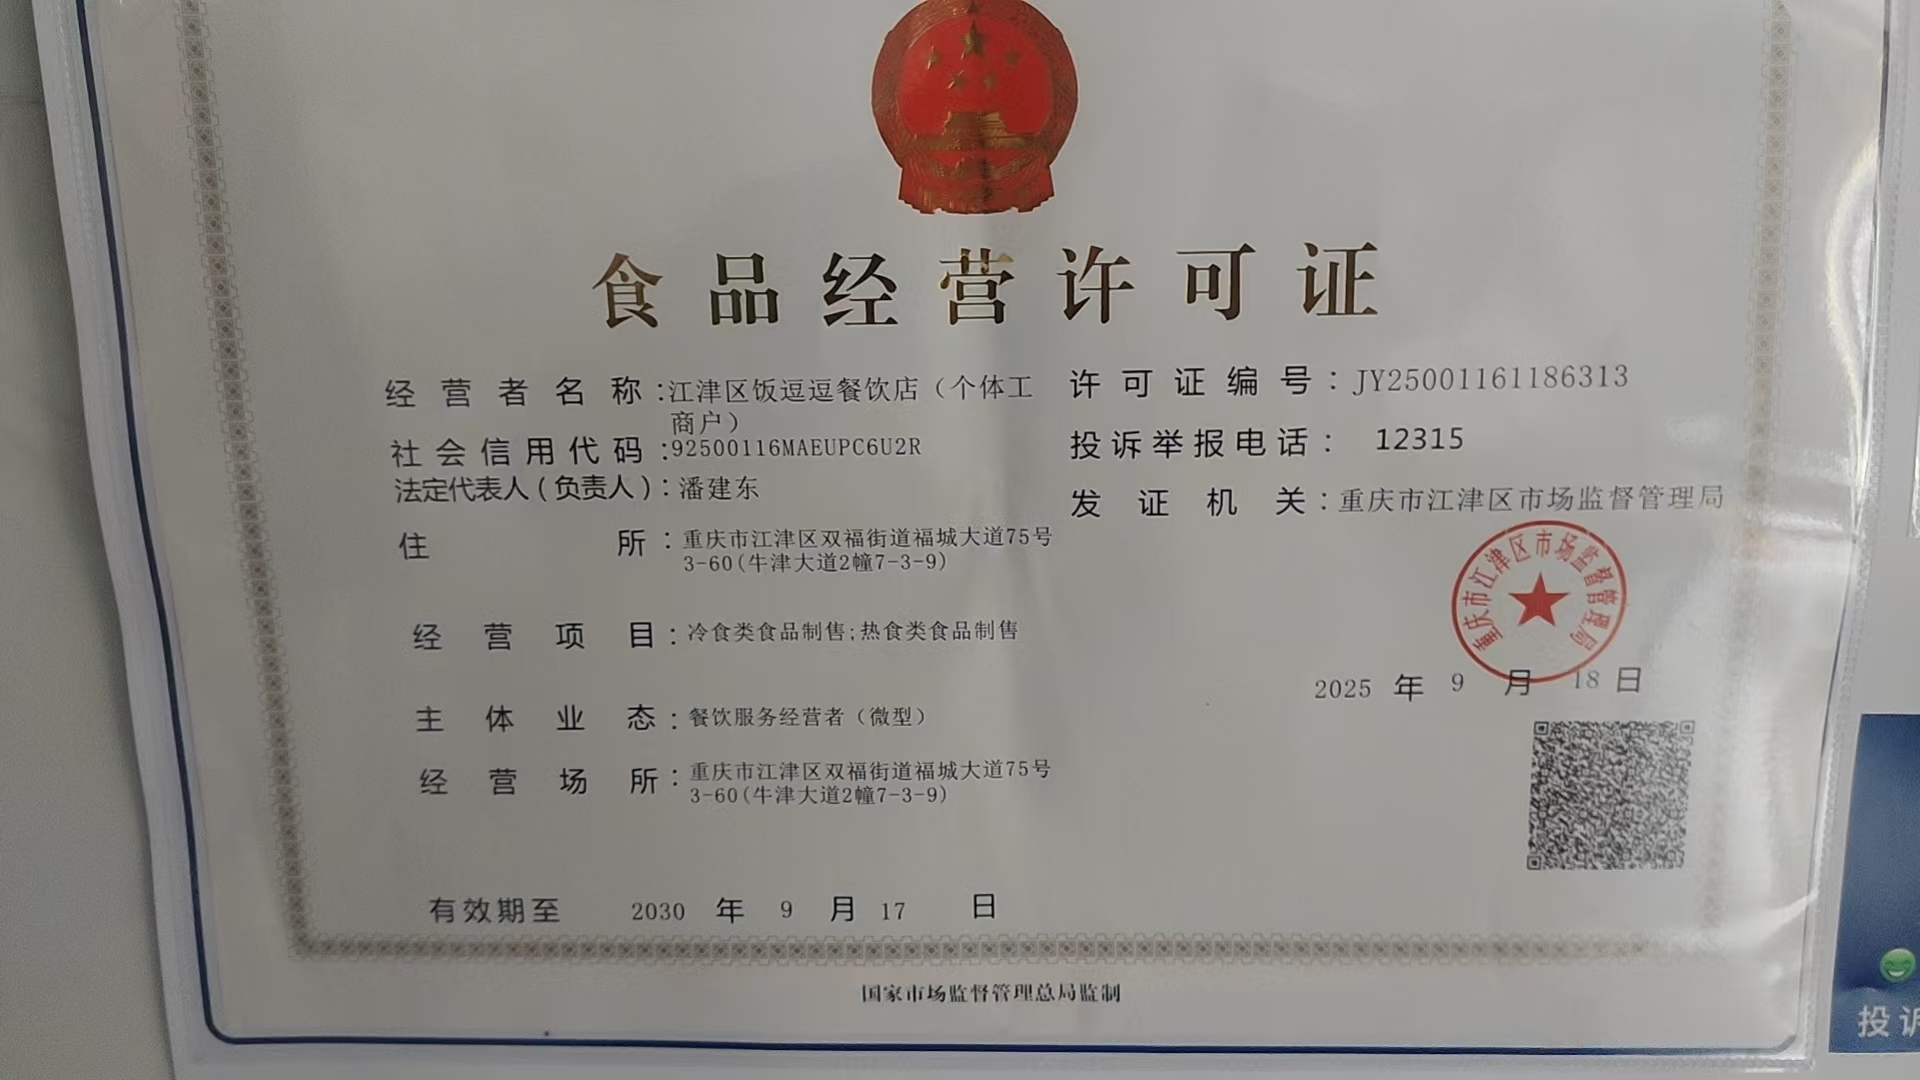 食品经营许可证
经营者名称:江津区饭逗逗餐饮店（个体工
商户）
社会信用代码:92500116MAEUPC6U2R
法定代表人(负责人):潘建东
住所:重庆市江津区双福街道福城大道75号
3-60(牛津大道2幢7-3-9)
经营项目:冷食类食品制售;热食类食品制售
主体业态:餐饮服务经营者（微型）
经营场所:重庆市江津区双福街道福城大道75号
3-60(牛津大道2幢7-3-9)
有效期至 2030 年 9 月 17 日
许可证编号:JY25001161186313
投诉举报电话: 12315
发证机关:重庆市江津区市场监督管理局
重庆市江津区市场监督管理局
2025 年 9 月 18 日
国家市场监督管理总局监制
投诉